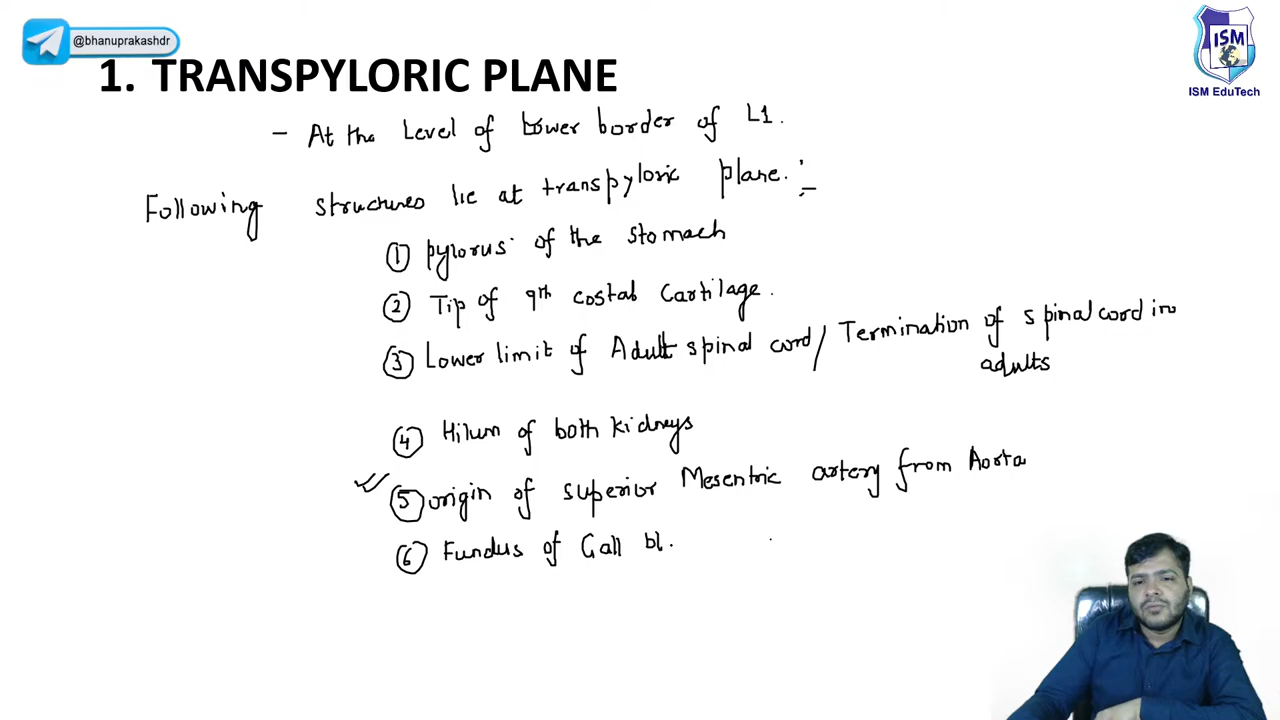 @bhanuprakashdr
ISM
ISM EduTech
1. TRANSPYLORIC PLANE
- At the Level of Lower border of L1.
Following structures lie at transpyloric plane. :-
① Pylorus of the stomach
② Tip of 9th costal Cartilage.
③ Lower limit of Adult spinal cord / Termination of spinal cord in
adults
④ Hilum of both kidneys
⑤ origin of superior Mesentric artery from Aorta
⑥ Fundus of Gall bl.